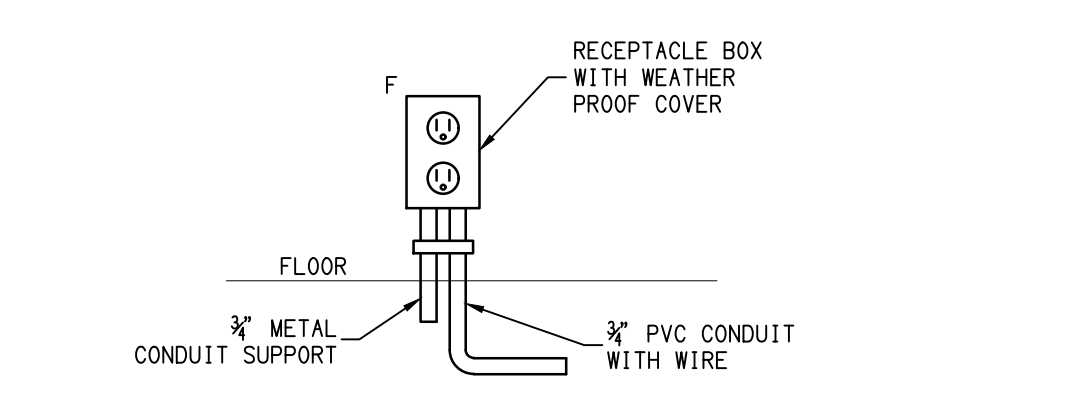 F
RECEPTACLE BOX
WITH WEATHER
PROOF COVER
FLOOR
3/4" METAL
CONDUIT SUPPORT
3/4" PVC CONDUIT
WITH WIRE